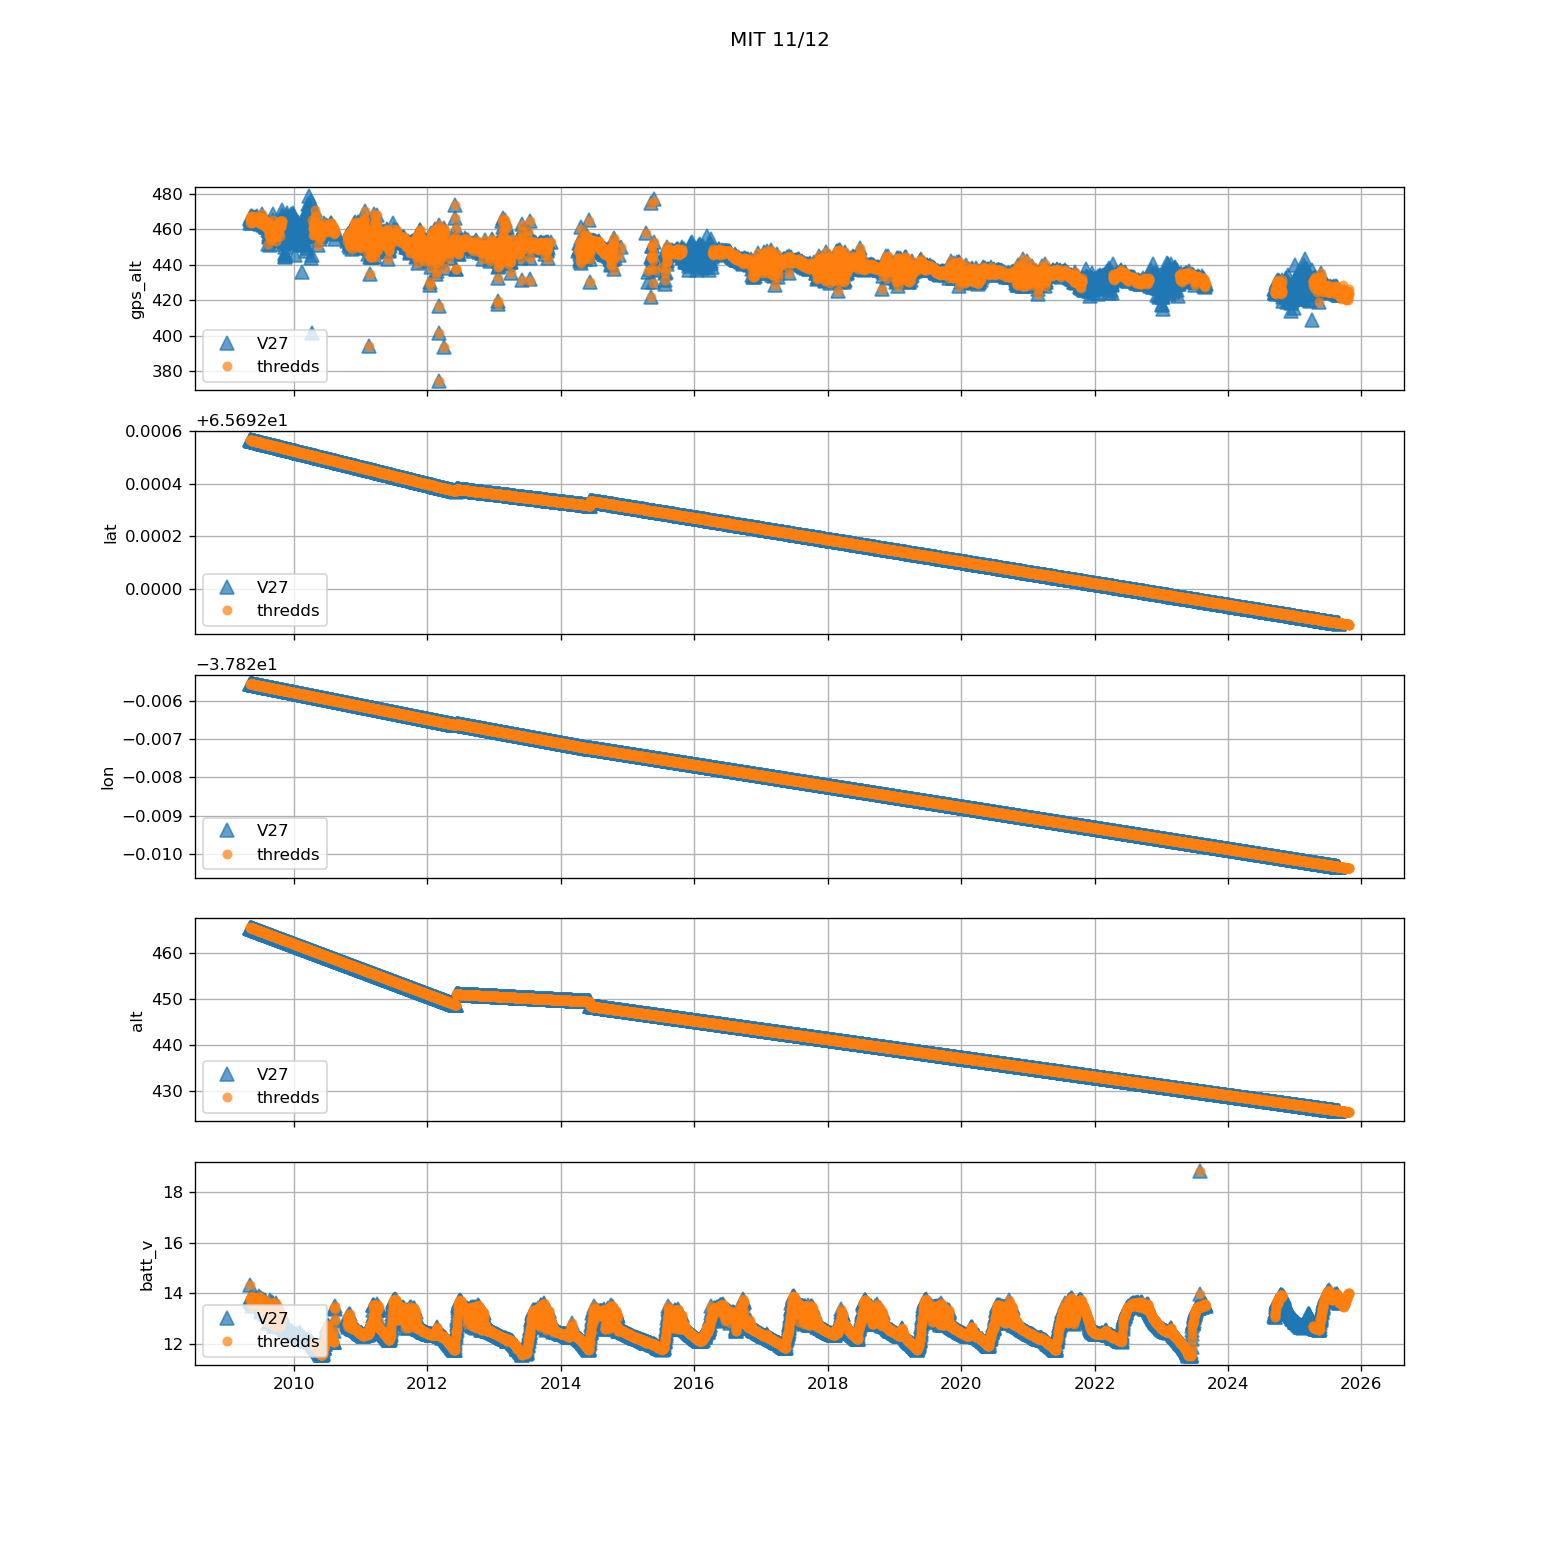 MIT 11/12
480
460
440
420
400
380
gps_alt
V27
thredds
+6.5692e1
0.0006
0.0004
0.0002
0.0000
lat
V27
thredds
−3.782e1
−0.006
−0.007
−0.008
−0.009
−0.010
lon
V27
thredds
460
450
440
430
alt
V27
thredds
18
16
14
12
batt_v
V27
thredds
2010 2012 2014 2016 2018 2020 2022 2024 2026